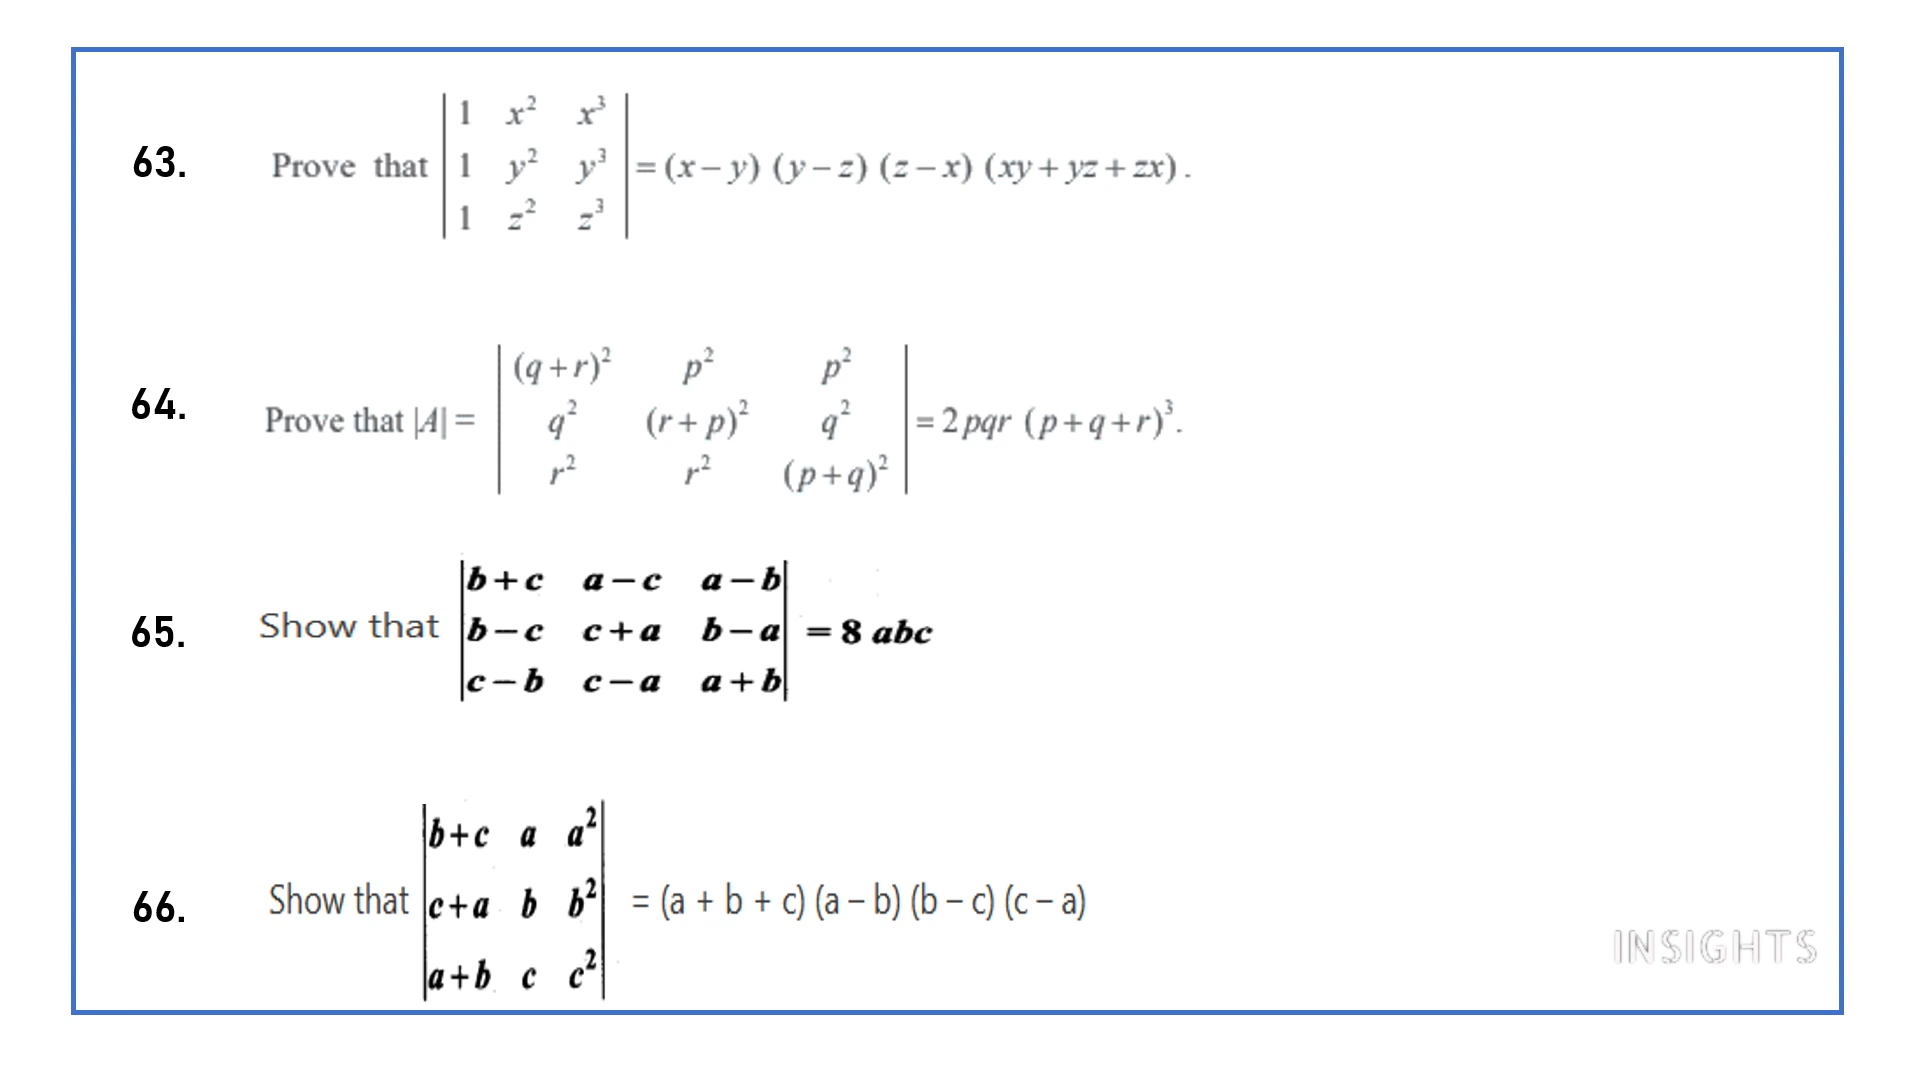 63. Prove that | 1 x² x³ |
| 1 y² y³ | = (x – y) (y – z) (z – x) (xy + yz + zx) .
| 1 z² z³ |
64. Prove that |A| = | (q + r)² p² p² |
| q² (r + p)² q² | = 2 pqr (p + q + r)³.
| r² r² (p + q)² |
65. Show that | b + c a – c a – b |
| b – c c + a b – a | = 8 abc
| c – b c – a a + b |
66. Show that | b+c a a² |
| c+a b b² | = (a + b + c) (a – b) (b – c) (c – a)
| a+b c c² |
INSIGHTS